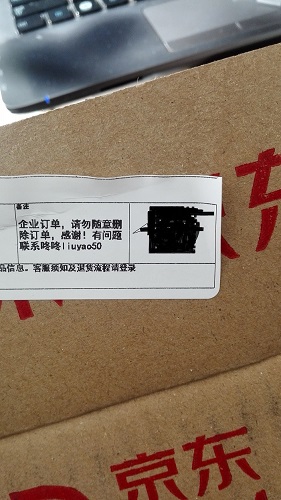 备注
企业订单，请勿随意删
除订单，感谢！有问题
联系咚咚liuyao50
品信息。客服须知及退货流程请登录
京
京东